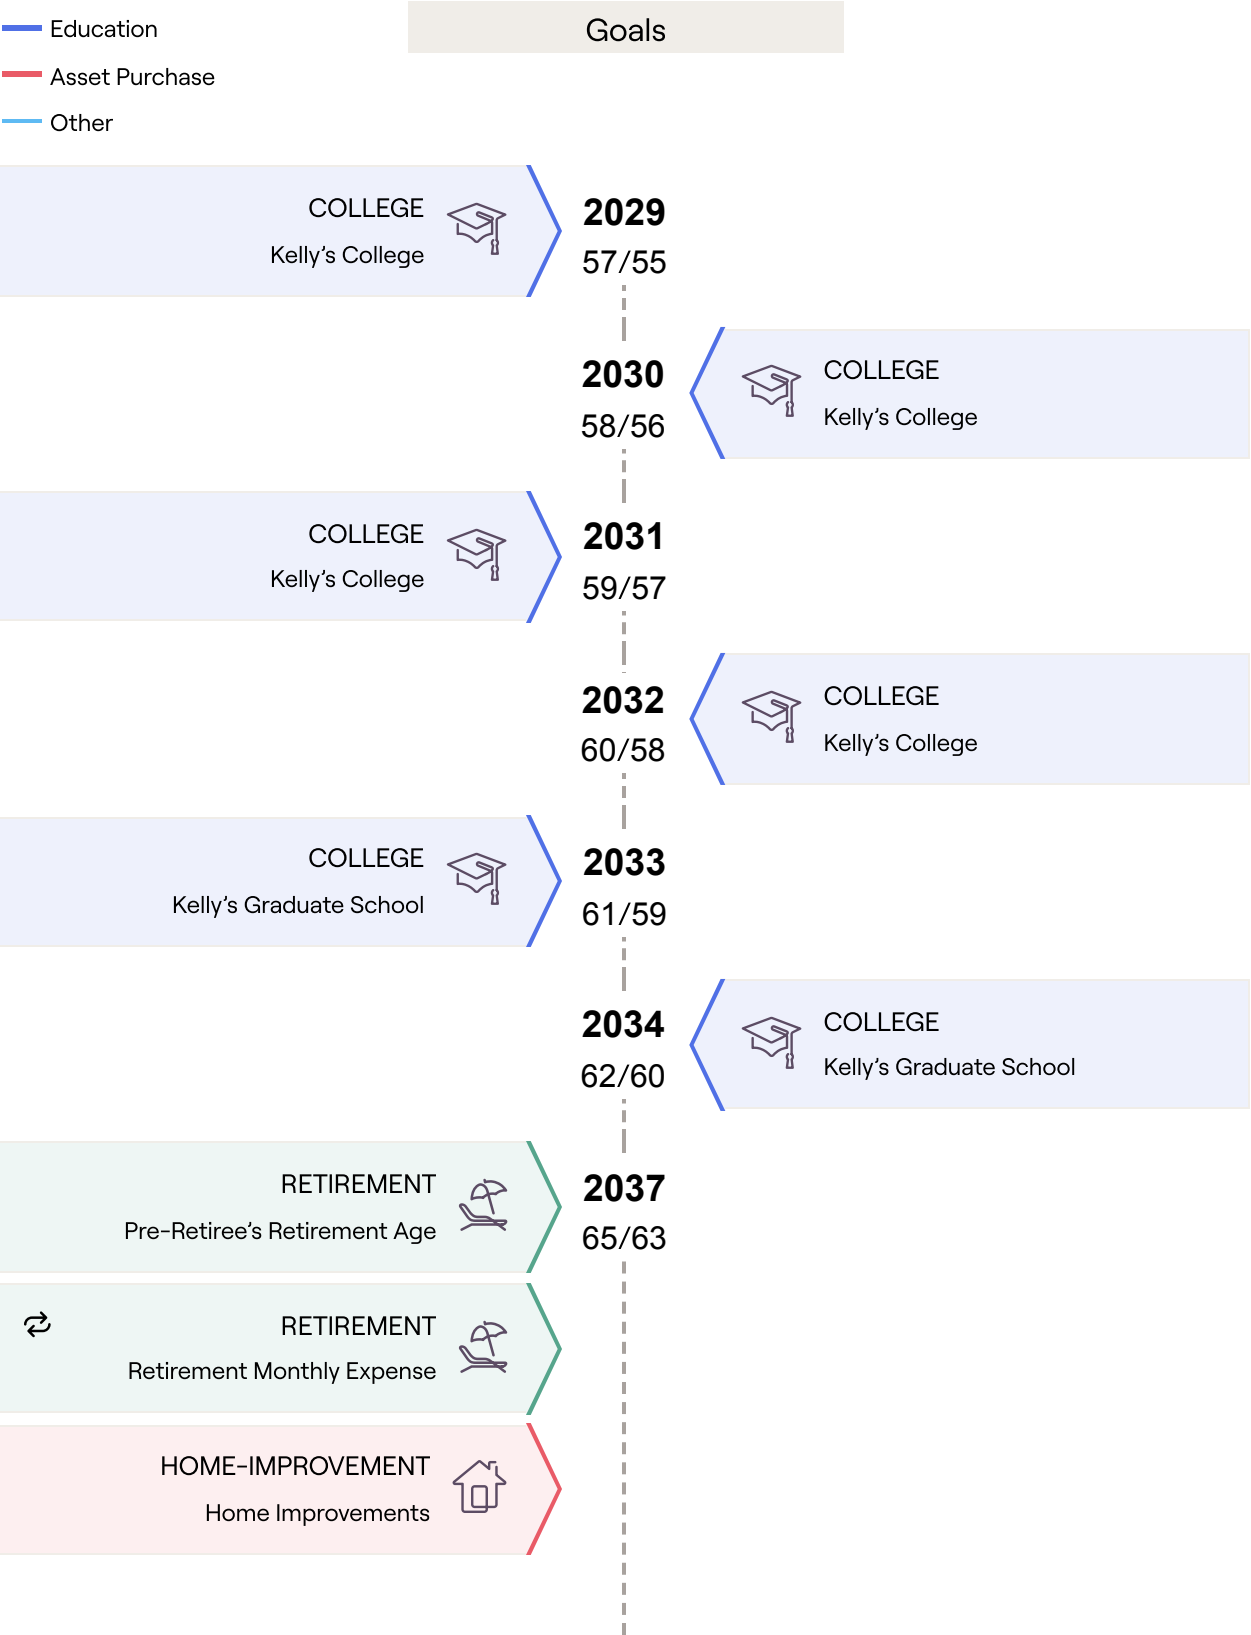 Goals
Education
Asset Purchase
Other
COLLEGE
Kelly’s College
2029
57/55
2030
58/56
COLLEGE
Kelly’s College
COLLEGE
Kelly’s College
2031
59/57
2032
60/58
COLLEGE
Kelly’s College
COLLEGE
Kelly’s Graduate School
2033
61/59
2034
62/60
COLLEGE
Kelly’s Graduate School
RETIREMENT
Pre-Retiree’s Retirement Age
2037
65/63
RETIREMENT
Retirement Monthly Expense
HOME-IMPROVEMENT
Home Improvements